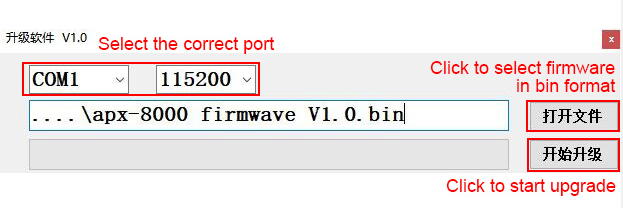 升级软件 V1.0
Select the correct port
x
COM1
115200
Click to select firmware
in bin format
....\apx-8000 firmwave V1.0.bin
打开文件
开始升级
Click to start upgrade